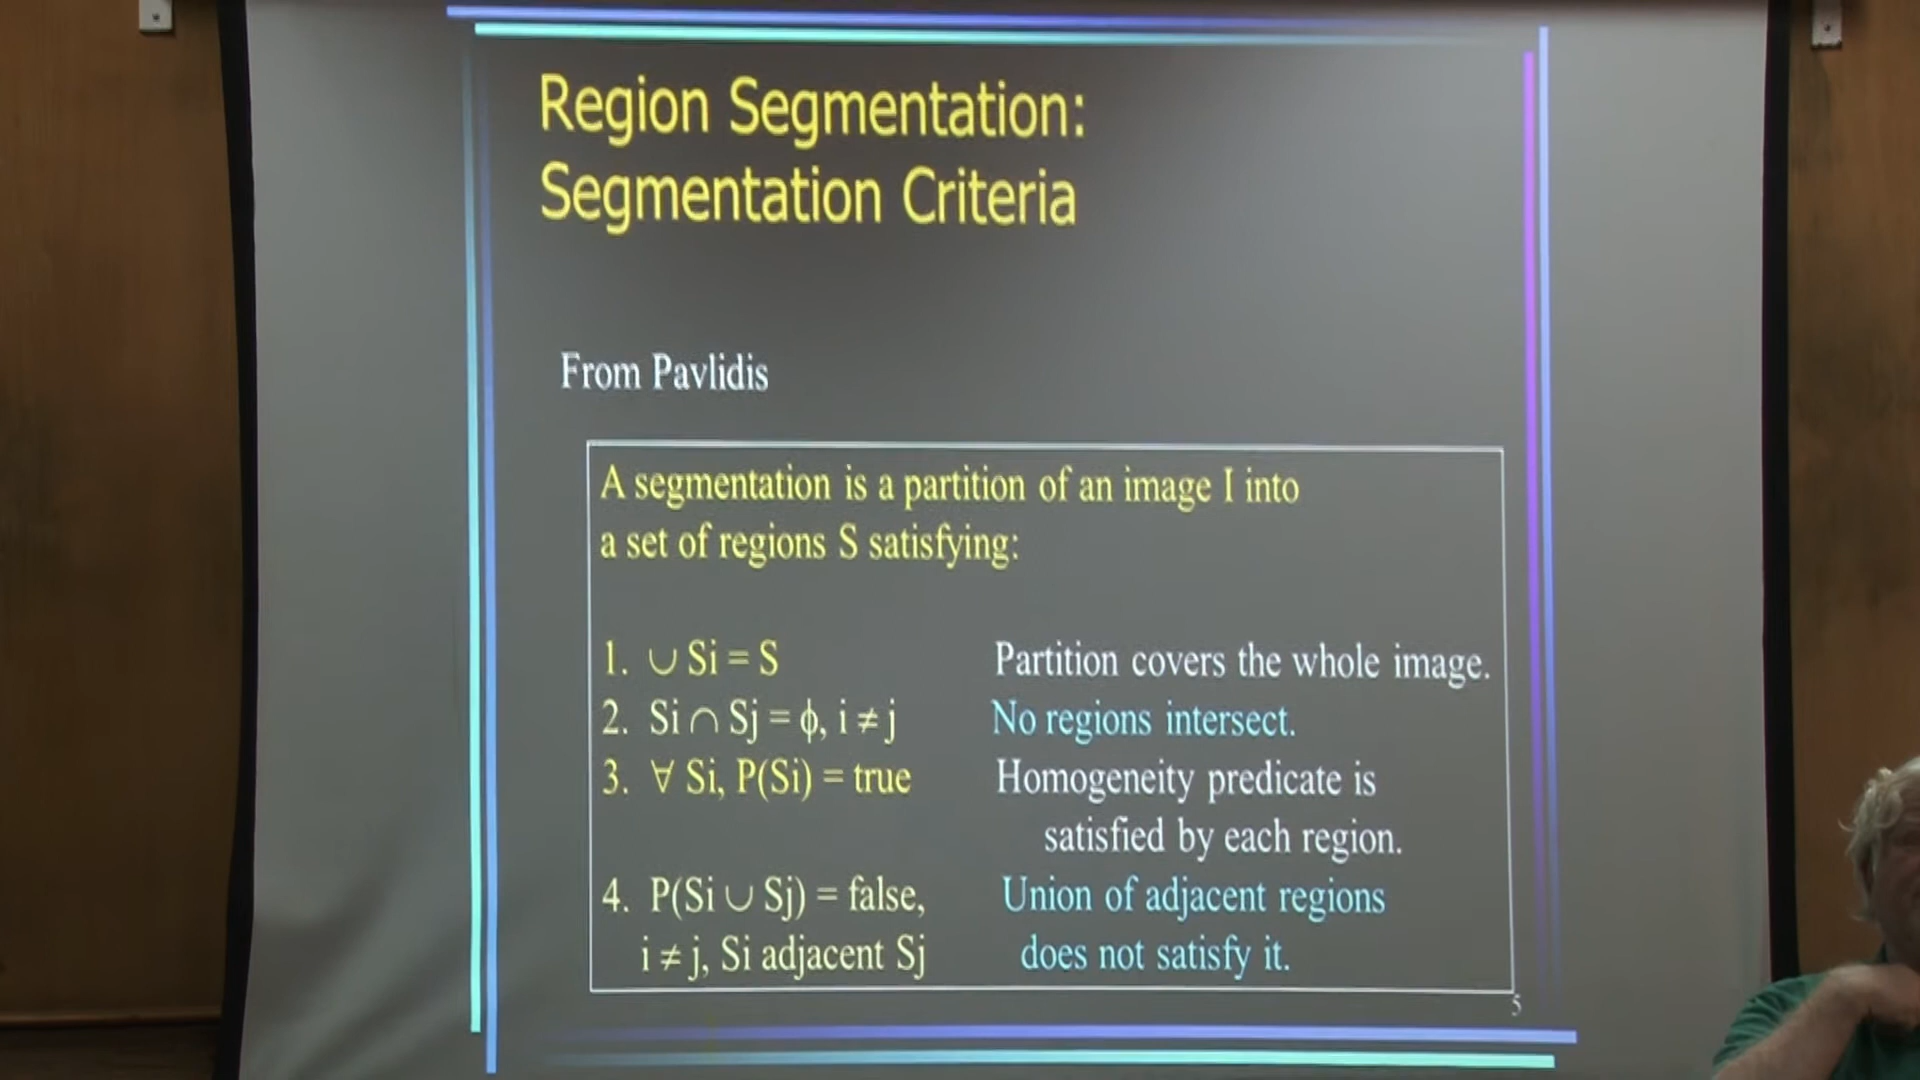 Region Segmentation:
Segmentation Criteria
From Pavlidis
A segmentation is a partition of an image I into
a set of regions S satisfying:
1. ∪ Si = S Partition covers the whole image.
2. Si ∩ Sj = ϕ, i ≠ j No regions intersect.
3. ∀ Si, P(Si) = true Homogeneity predicate is
satisfied by each region.
4. P(Si ∪ Sj) = false, Union of adjacent regions
i ≠ j, Si adjacent Sj does not satisfy it.
5